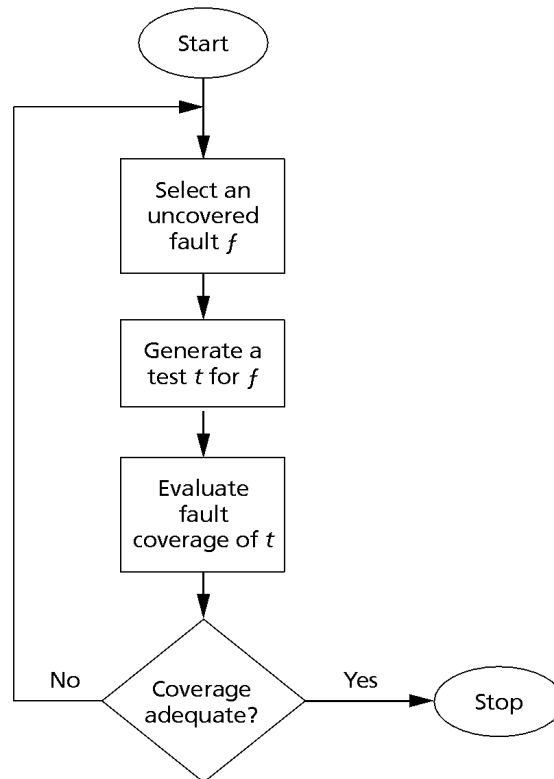 Start
Select an
uncovered
fault f
Generate a
test t for f
Evaluate
fault
coverage of t
Coverage
adequate?
No
Yes
Stop